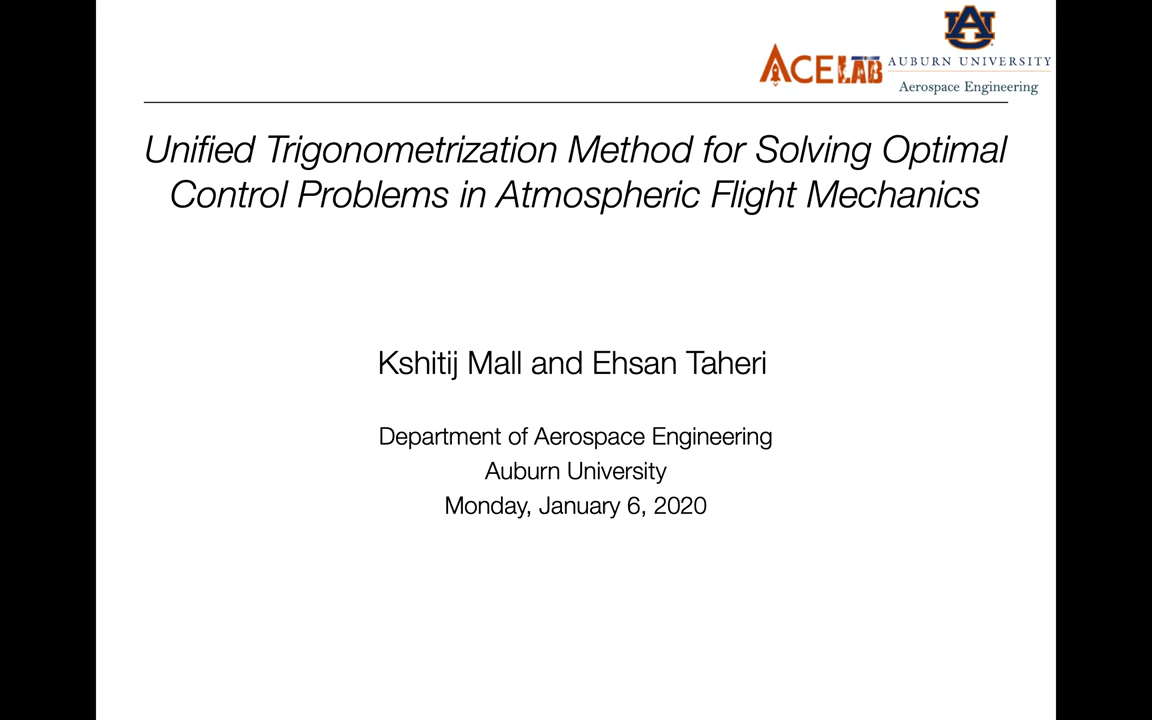 ACELAB
AU
AUBURN UNIVERSITY
Aerospace Engineering
Unified Trigonometrization Method for Solving Optimal
Control Problems in Atmospheric Flight Mechanics
Kshitij Mall and Ehsan Taheri
Department of Aerospace Engineering
Auburn University
Monday, January 6, 2020